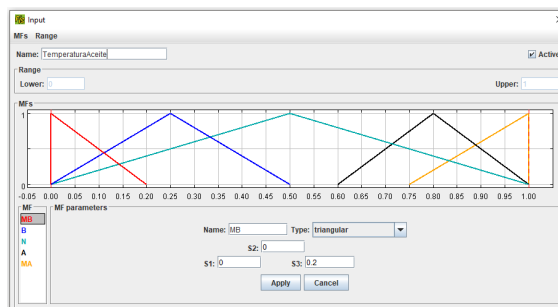 Input
MFs Range
Name: TemperaturaAceite Active
Range
Lower: 0 Upper: 1
MFs
1
0
-0.05 0.00 0.05 0.10 0.15 0.20 0.25 0.30 0.35 0.40 0.45 0.50 0.55 0.60 0.65 0.70 0.75 0.80 0.85 0.90 0.95 1.00 1.05
MF MF parameters
MB
B
N
A
MA
Name: MB Type: triangular
S2: 0
S1: 0 S3: 0.2
Apply Cancel